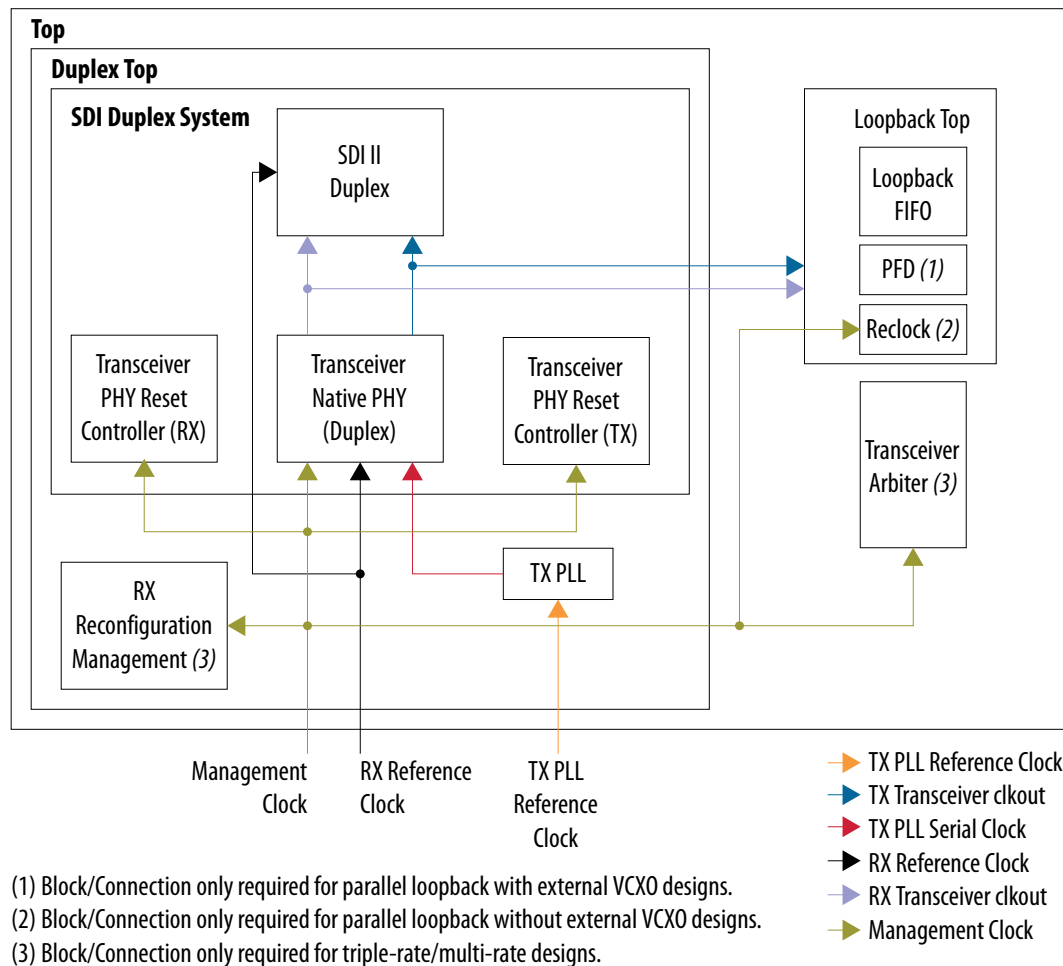 Top
Duplex Top
SDI Duplex System
SDI II
Duplex
Loopback Top
Loopback
FIFO
PFD (1)
Reclock (2)
Transceiver
PHY Reset
Controller (RX)
Transceiver
Native PHY
(Duplex)
Transceiver
PHY Reset
Controller (TX)
Transceiver
Arbiter (3)
RX
Reconfiguration
Management (3)
TX PLL
Management
Clock
RX Reference
Clock
TX PLL
Reference
Clock
TX PLL Reference Clock
TX Transceiver clkout
TX PLL Serial Clock
RX Reference Clock
RX Transceiver clkout
Management Clock
(1) Block/Connection only required for parallel loopback with external VCXO designs.
(2) Block/Connection only required for parallel loopback without external VCXO designs.
(3) Block/Connection only required for triple-rate/multi-rate designs.